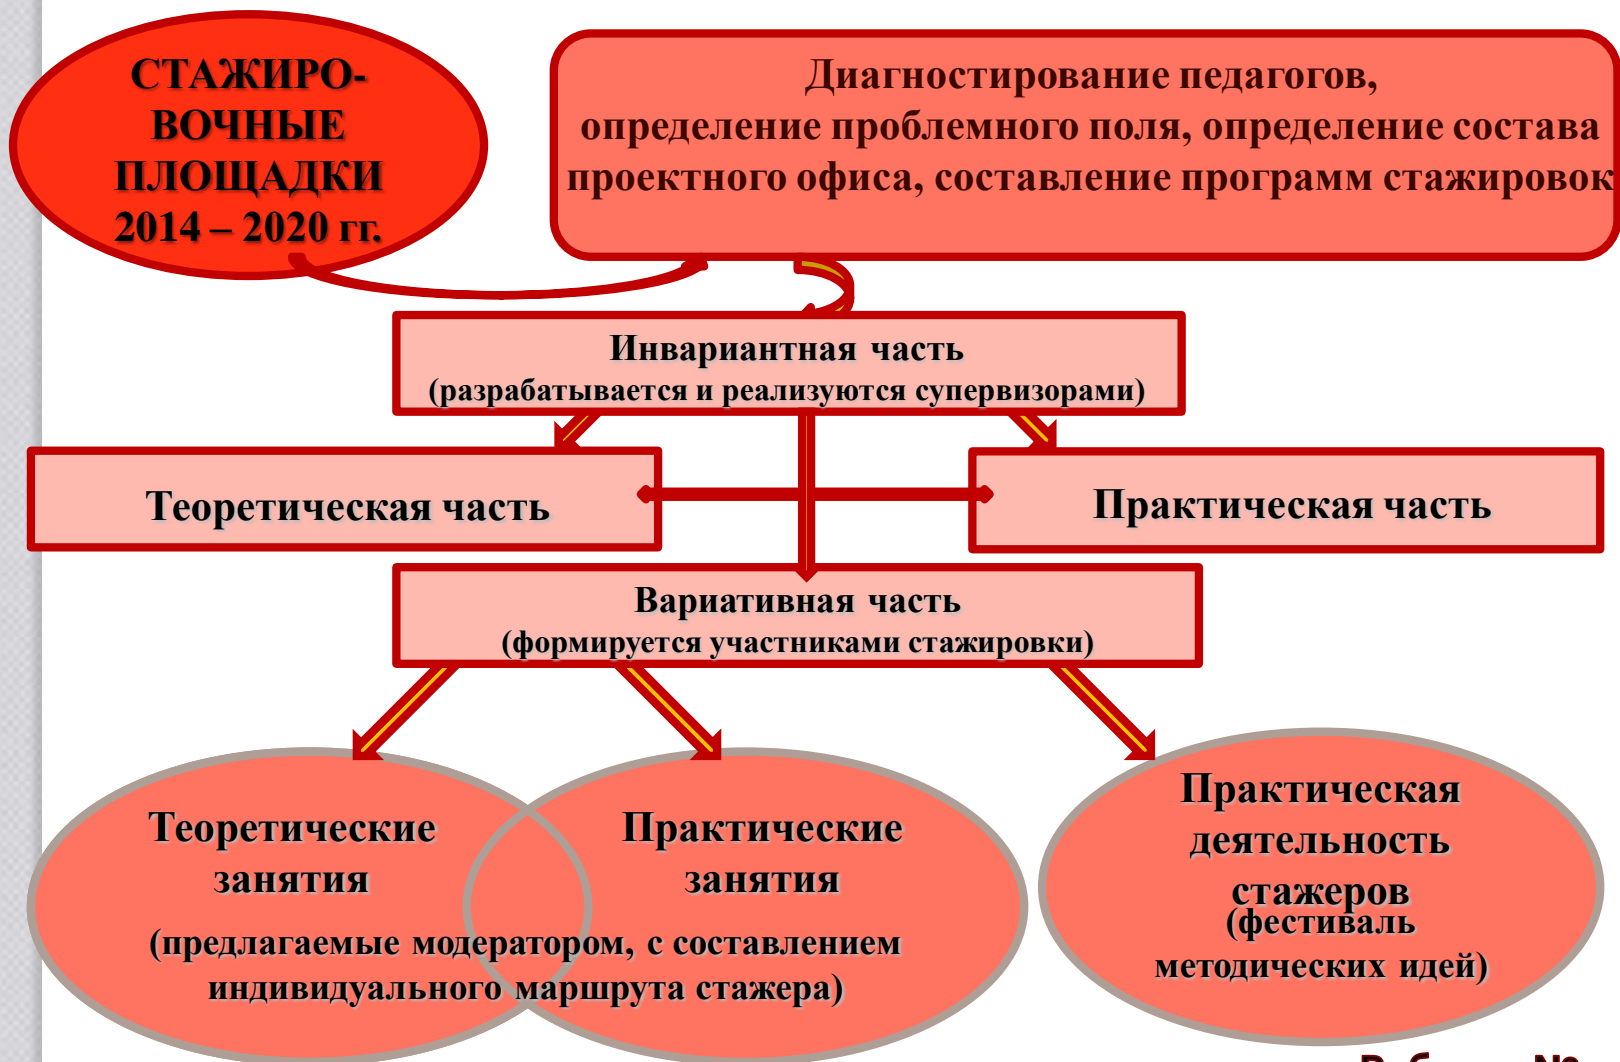 СТАЖИРО-
ВОЧНЫЕ
ПЛОЩАДКИ
2014 – 2020 гг.
Диагностирование педагогов,
определение проблемного поля, определение состава
проектного офиса, составление программ стажировок
Инвариантная часть
(разрабатывается и реализуются супервизорами)
Теоретическая часть
Практическая часть
Вариативная часть
(формируется участниками стажировки)
Теоретические
занятия
Практические
занятия
(предлагаемые модератором, с составлением
индивидуального маршрута стажера)
Практическая
деятельность
стажеров
(фестиваль
методических идей)